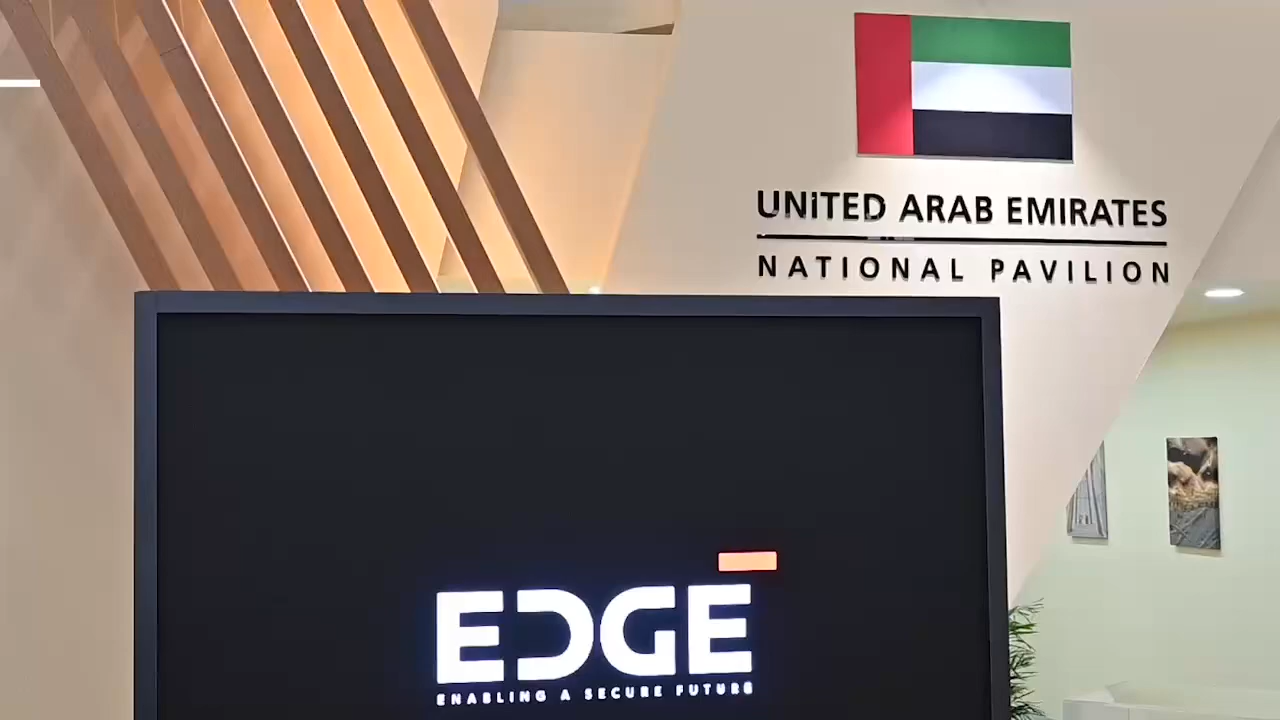 UNiTED ARAB EMIRATES
NATIONAL PAVILION
EDGE
ENABLING A SECURE FUTURE